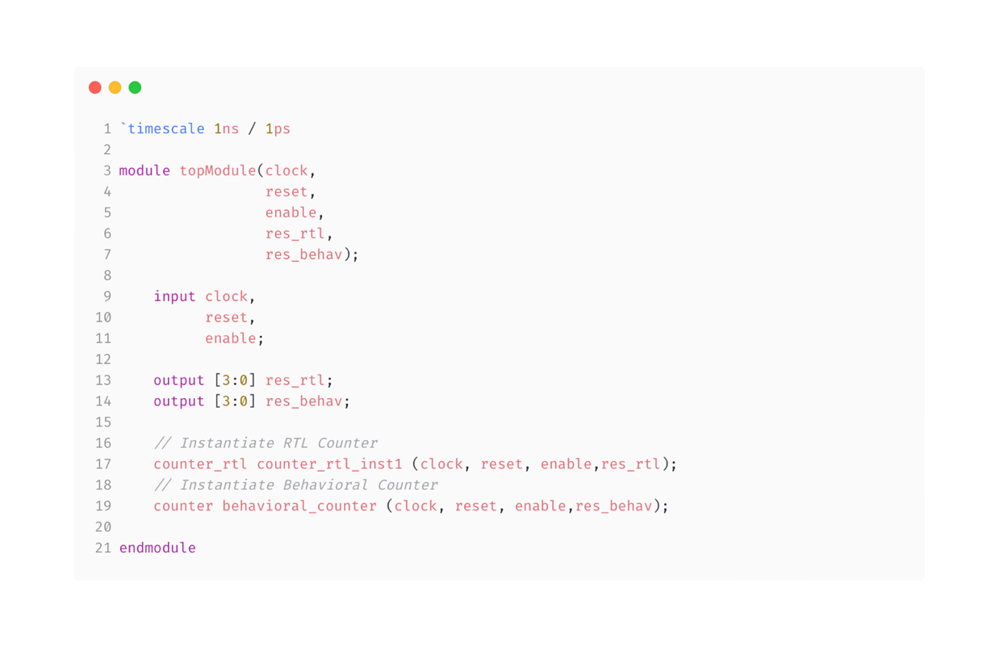 1 `timescale 1ns / 1ps
2
3 module topModule(clock,
4                  reset,
5                  enable,
6                  res_rtl,
7                  res_behav);
8
9     input clock,
10           reset,
11           enable;
12
13     output [3:0] res_rtl;
14     output [3:0] res_behav;
15
16     // Instantiate RTL Counter
17     counter_rtl counter_rtl_inst1 (clock, reset, enable,res_rtl);
18     // Instantiate Behavioral Counter
19     counter behavioral_counter (clock, reset, enable,res_behav);
20
21 endmodule